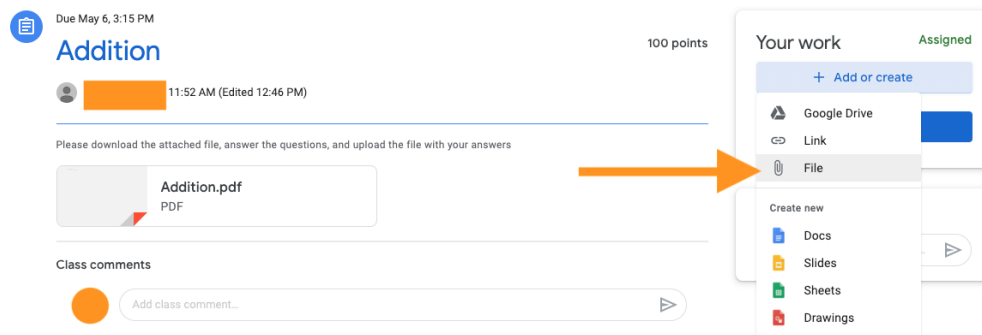 Due May 6, 3:15 PM
Addition
100 points
11:52 AM (Edited 12:46 PM)
Please download the attached file, answer the questions, and upload the file with your answers
Addition.pdf
PDF
Class comments
Add class comment...
Your work
Assigned
+ Add or create
Google Drive
Link
File
Create new
Docs
Slides
Sheets
Drawings